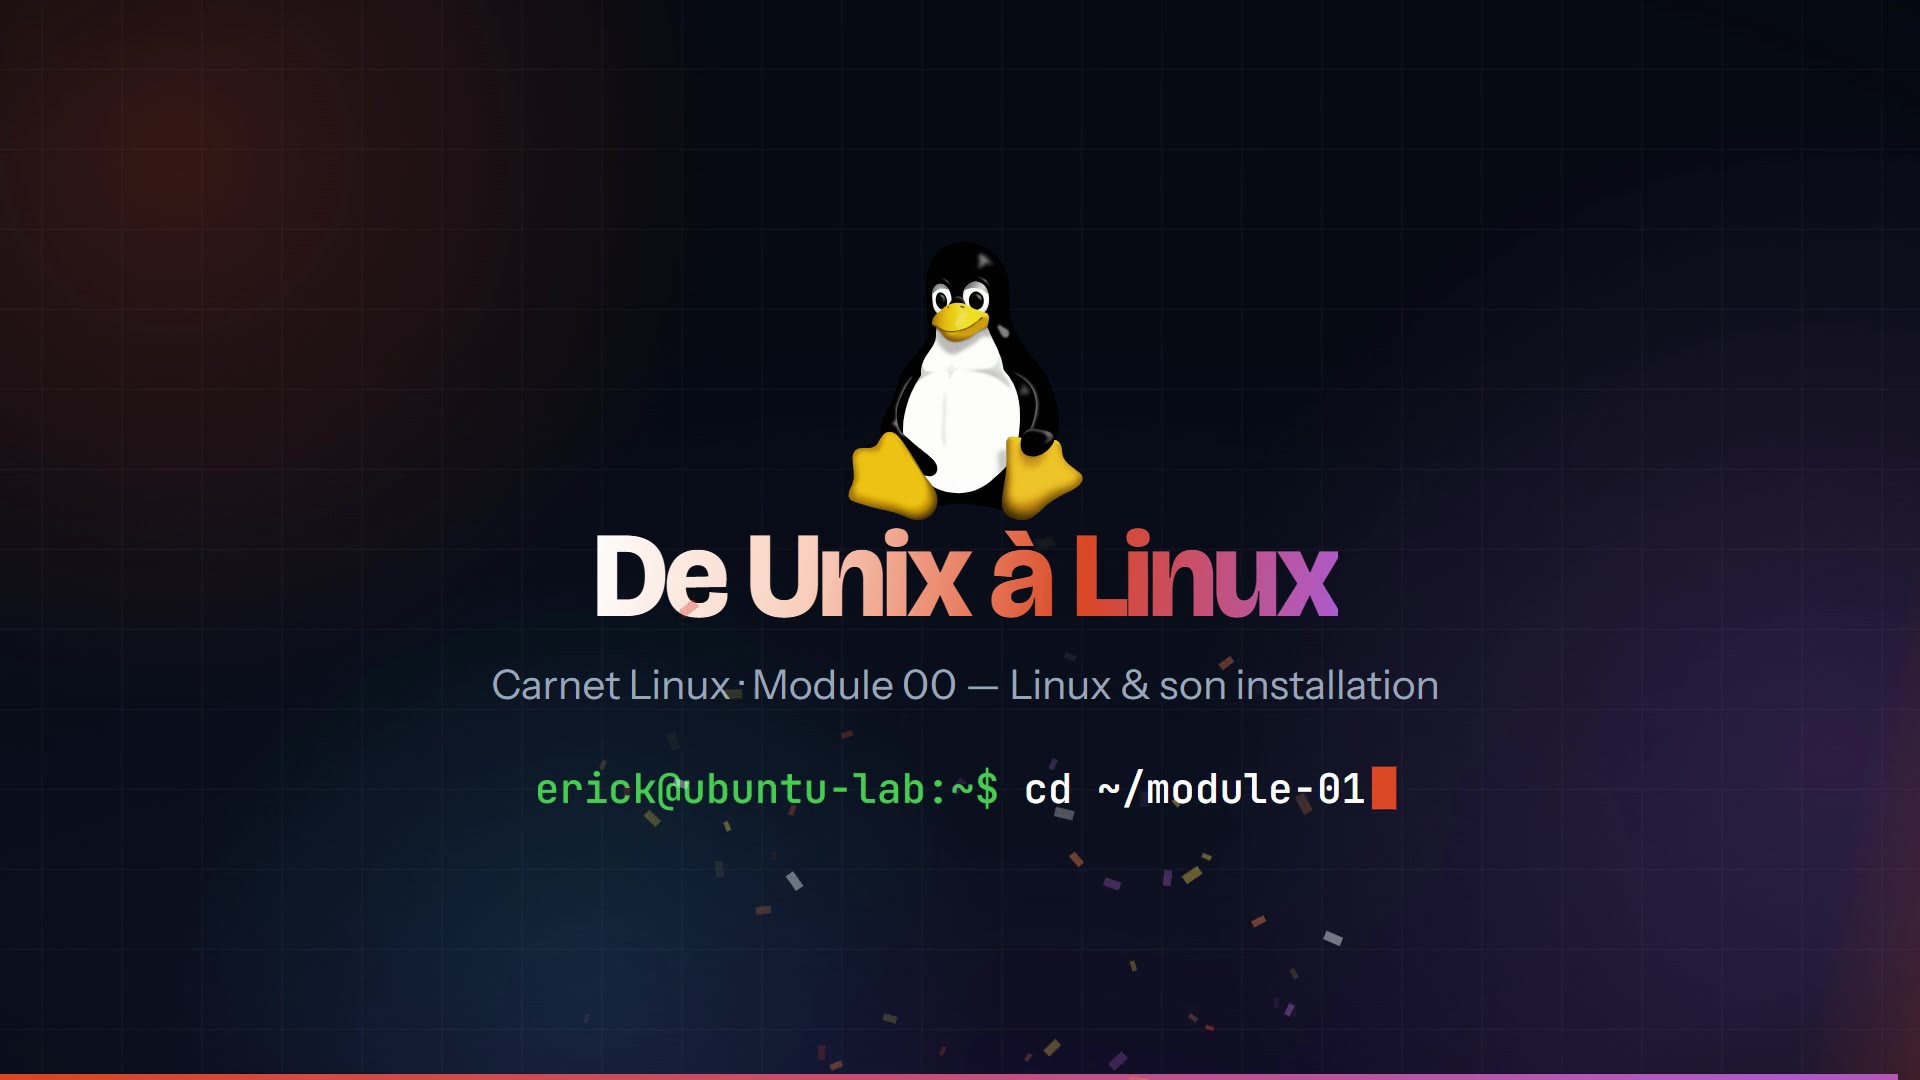 De Unix à Linux
Carnet Linux · Module 00 — Linux & son installation
erick@ubuntu-lab:~$ cd ~/module-01